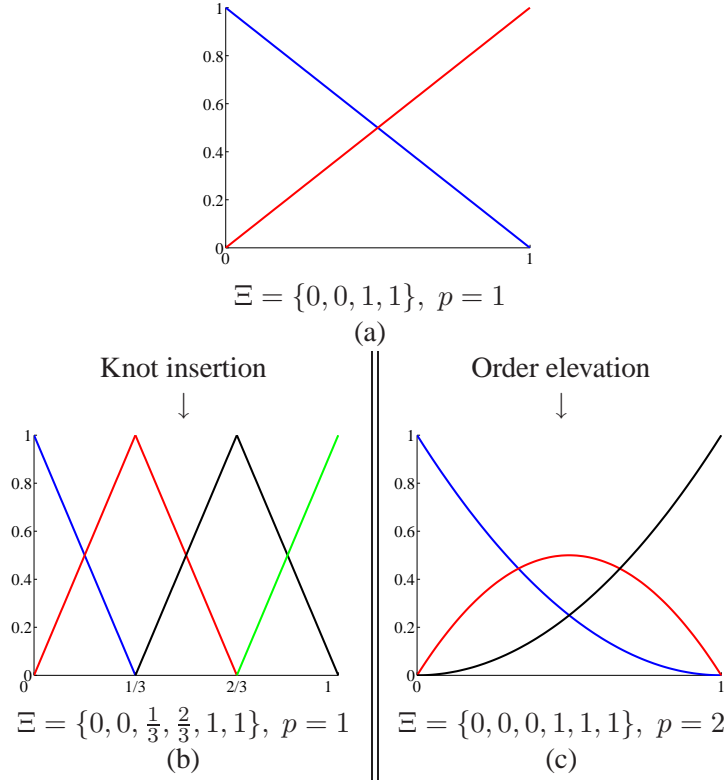 1
0.8
0.6
0.4
0.2
0
0 1
Ξ = {0, 0, 1, 1}, p = 1
(a)
Knot insertion
↓
1
0.8
0.6
0.4
0.2
0
0 1/3 2/3 1
Ξ = {0, 0, 1/3, 2/3, 1, 1}, p = 1
(b)
Order elevation
↓
1
0.8
0.6
0.4
0.2
0
0 1
Ξ = {0, 0, 0, 1, 1, 1}, p = 2
(c)